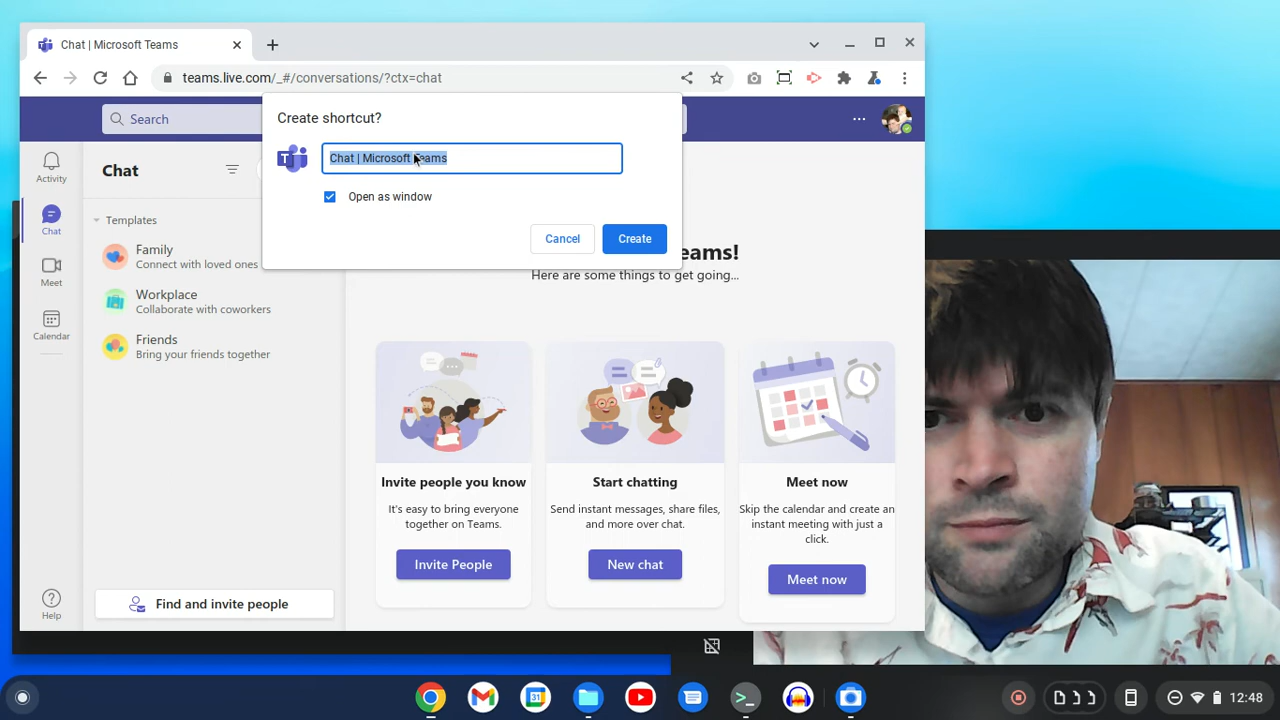 Chat | Microsoft Teams
teams.live.com/_#/conversations/?ctx=chat
Search
Create shortcut?
Chat | Microsoft Teams
Open as window
Cancel
Create
Activity
Chat
Meet
Calendar
Help
Chat
Templates
Family
Connect with loved ones
Workplace
Collaborate with coworkers
Friends
Bring your friends together
Find and invite people
eams!
Here are some things to get going...
Invite people you know
It's easy to bring everyone
together on Teams.
Invite People
Start chatting
Send instant messages, share files,
and more over chat.
New chat
Meet now
Skip the calendar and create an
instant meeting with just a
click.
Meet now
31
12:48